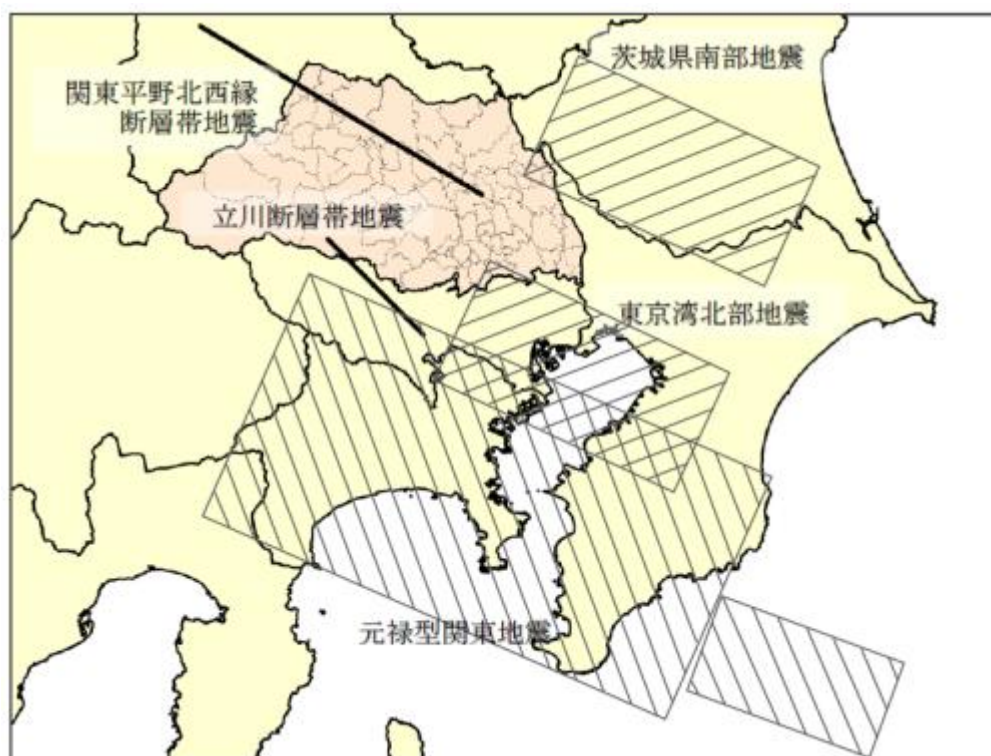 茨城県南部地震
関東平野北西縁
断層帯地震
立川断層帯地震
東京湾北部地震
元禄型関東地震